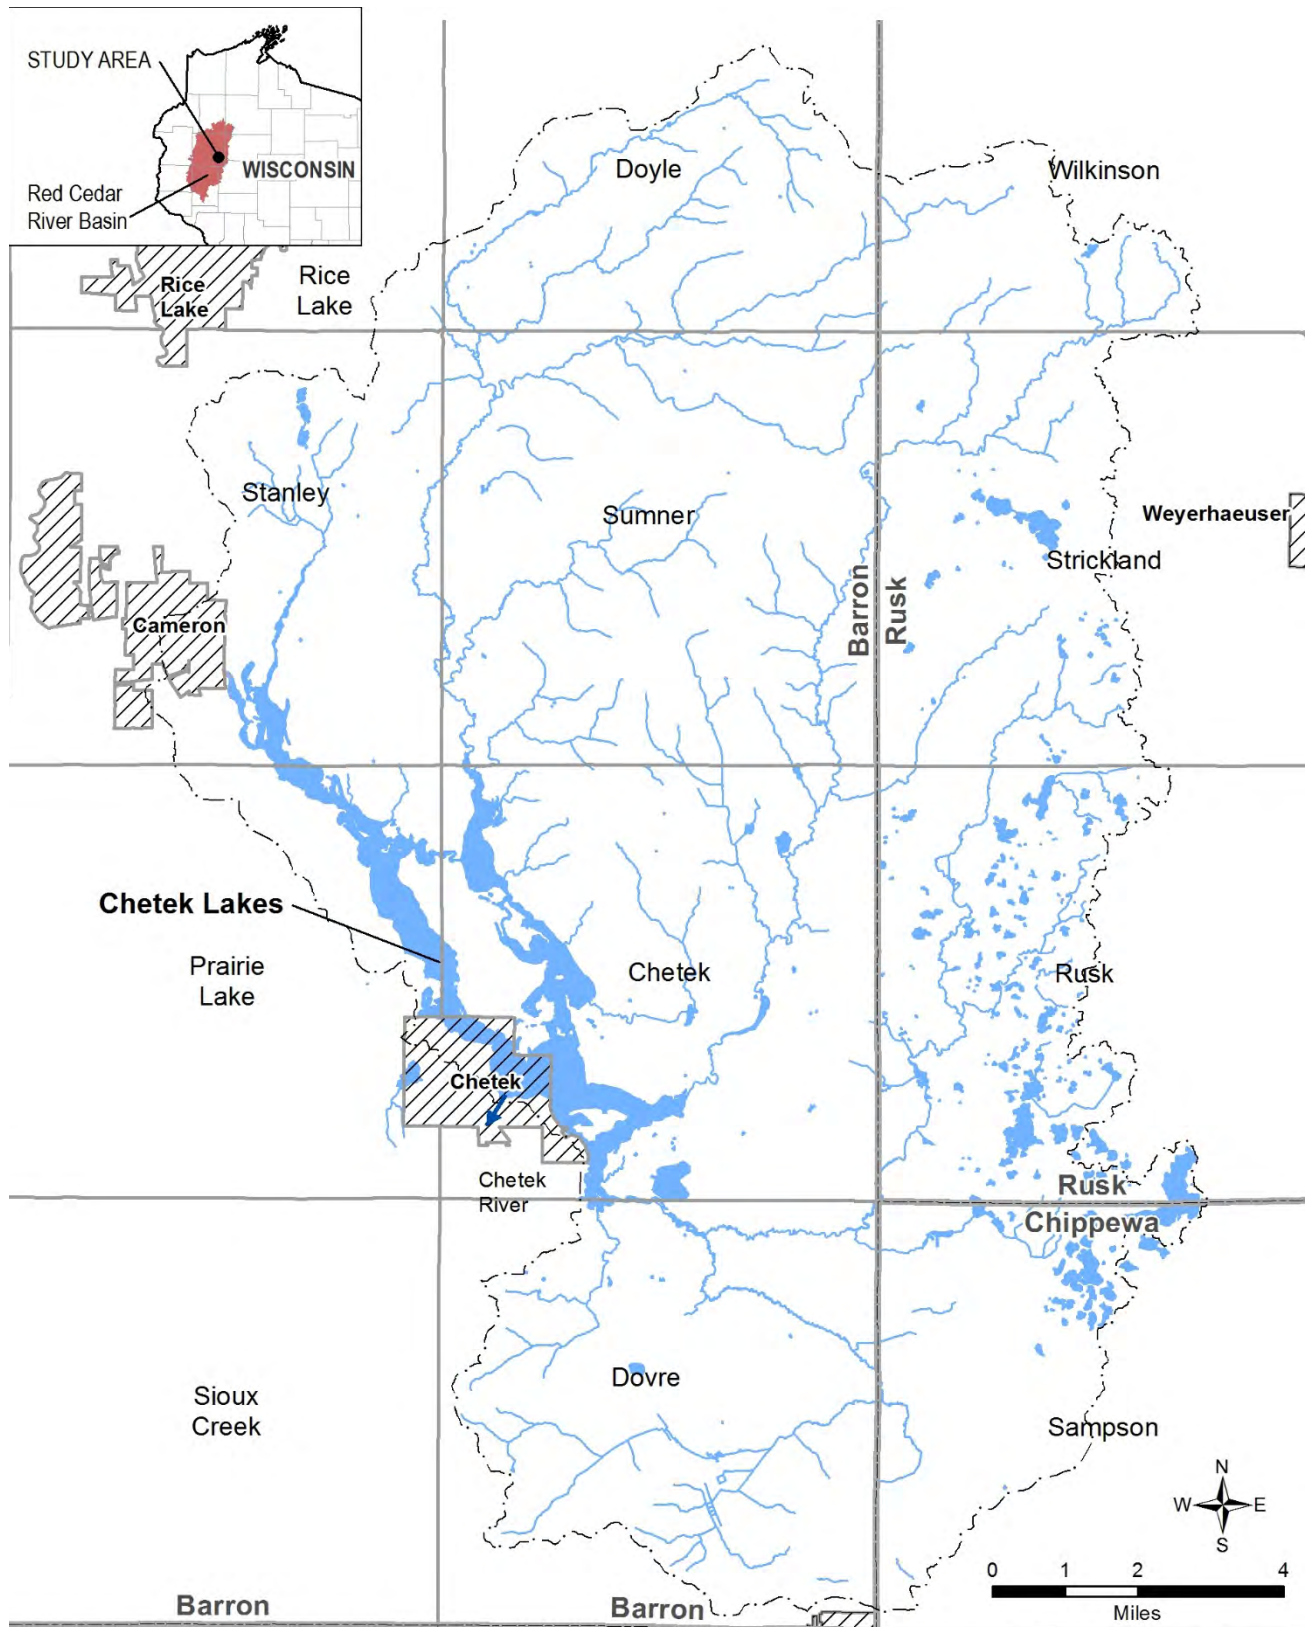 STUDY AREA
WISCONSIN
Red Cedar
River Basin
Doyle
Wilkinson
Rice
Lake
Rice
Lake
Stanley
Sumner
Weyerhaeuser
Strickland
Barron
Rusk
Cameron
Chetek Lakes
Prairie
Lake
Chetek
Rusk
Chetek
Chetek
River
Rusk
Chippewa
Dovre
Sioux
Creek
Sampson
N
W
E
S
0 1 2 4
Miles
Barron
Barron